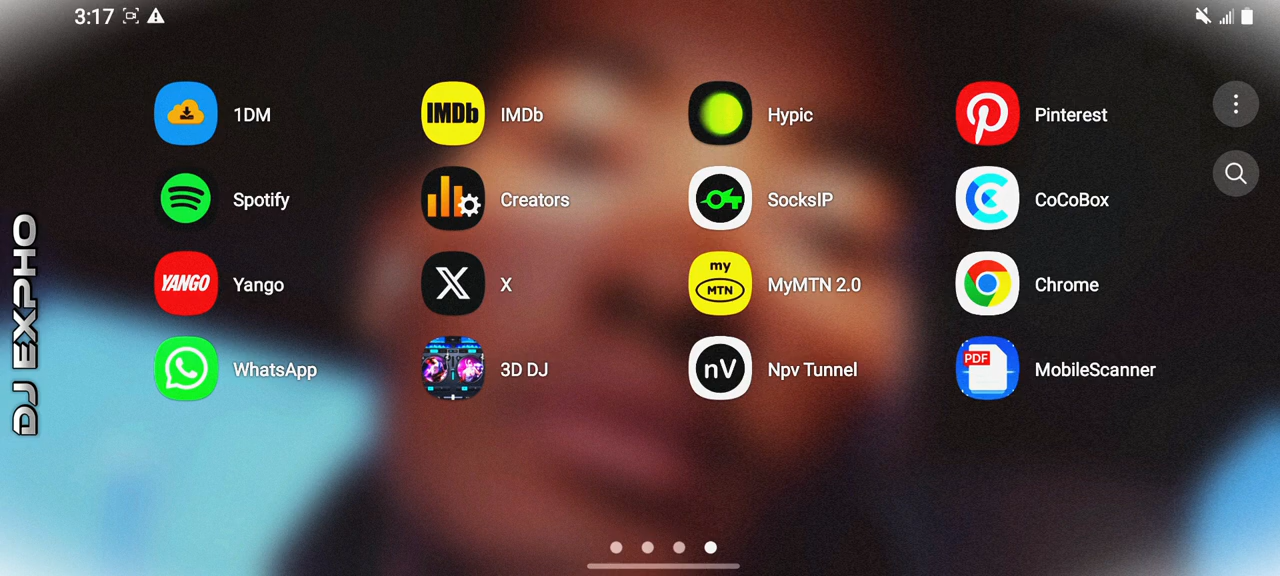 3:17
1DM
IMDb IMDb
Hypic
Pinterest
Spotify
Creators
SocksIP
CoCoBox
YANGO Yango
X
my
MTN MyMTN 2.0
Chrome
WhatsApp
3D DJ
nV Npv Tunnel
PDF MobileScanner
DJ EXPHO